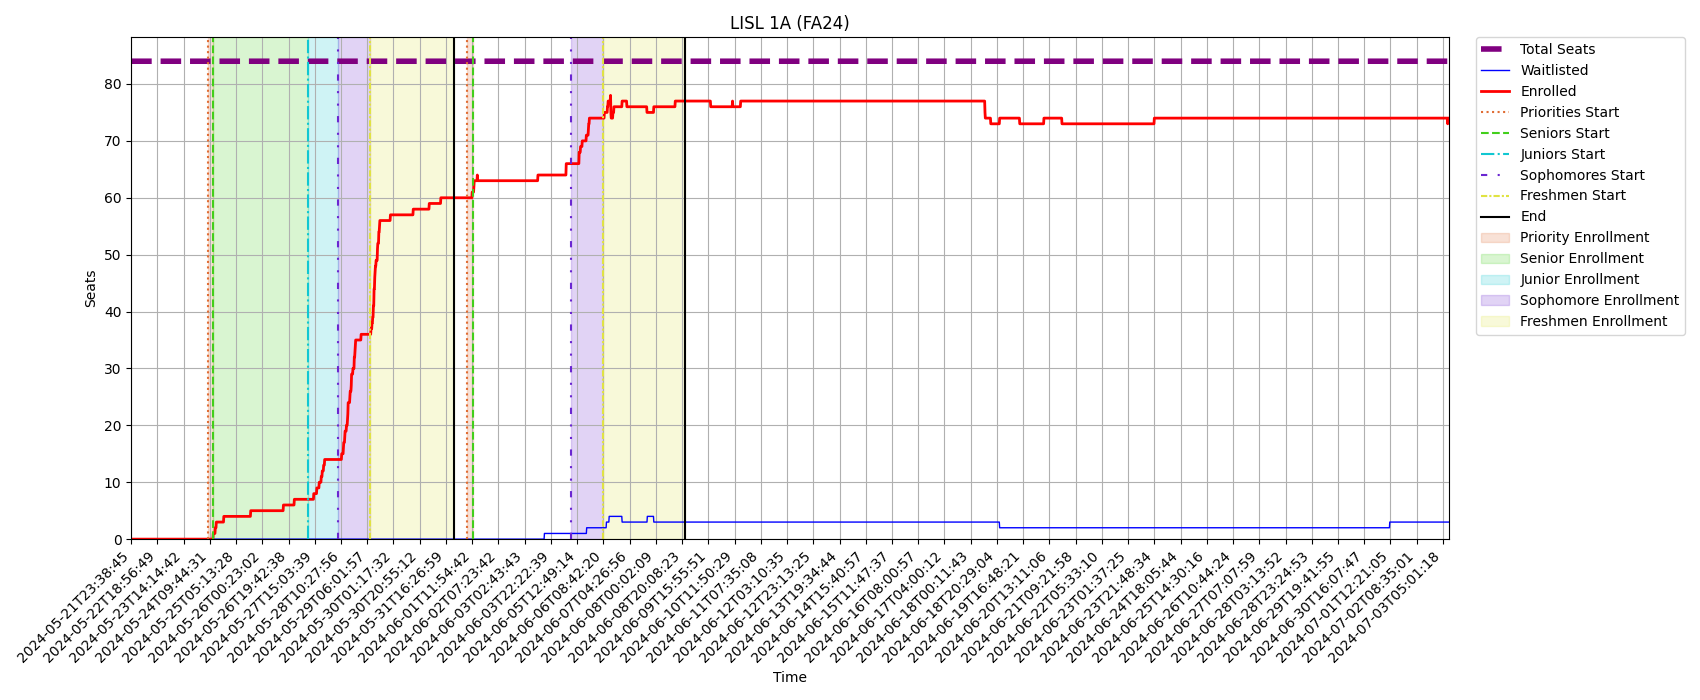 LISL 1A (FA24)
Seats
80
70
60
50
40
30
20
10
0
2024-05-21T23:38:45
2024-05-22T18:56:49
2024-05-23T14:14:42
2024-05-24T09:44:31
2024-05-25T05:13:28
2024-05-26T00:23:02
2024-05-26T19:42:38
2024-05-27T15:03:39
2024-05-28T10:27:56
2024-05-29T06:01:57
2024-05-30T01:17:32
2024-05-30T20:55:12
2024-05-31T16:26:59
2024-06-01T11:54:42
2024-06-02T07:23:42
2024-06-03T02:43:43
2024-06-03T22:22:39
2024-06-05T12:49:14
2024-06-06T08:42:20
2024-06-07T04:26:56
2024-06-08T00:02:09
2024-06-08T20:08:23
2024-06-09T15:55:51
2024-06-10T11:50:29
2024-06-11T07:35:08
2024-06-12T03:10:35
2024-06-12T23:13:25
2024-06-13T19:34:44
2024-06-14T15:40:57
2024-06-15T11:47:37
2024-06-16T08:00:57
2024-06-17T04:00:12
2024-06-18T00:11:43
2024-06-18T20:29:04
2024-06-19T16:48:21
2024-06-20T13:11:06
2024-06-21T09:21:58
2024-06-22T05:33:10
2024-06-23T01:37:25
2024-06-23T21:48:34
2024-06-24T18:05:44
2024-06-25T14:30:16
2024-06-26T10:44:24
2024-06-27T07:07:59
2024-06-28T03:13:52
2024-06-28T23:24:53
2024-06-29T19:41:55
2024-06-30T16:07:47
2024-07-01T12:21:05
2024-07-02T08:35:01
2024-07-03T05:01:18
Time
Total Seats
Waitlisted
Enrolled
Priorities Start
Seniors Start
Juniors Start
Sophomores Start
Freshmen Start
End
Priority Enrollment
Senior Enrollment
Junior Enrollment
Sophomore Enrollment
Freshmen Enrollment